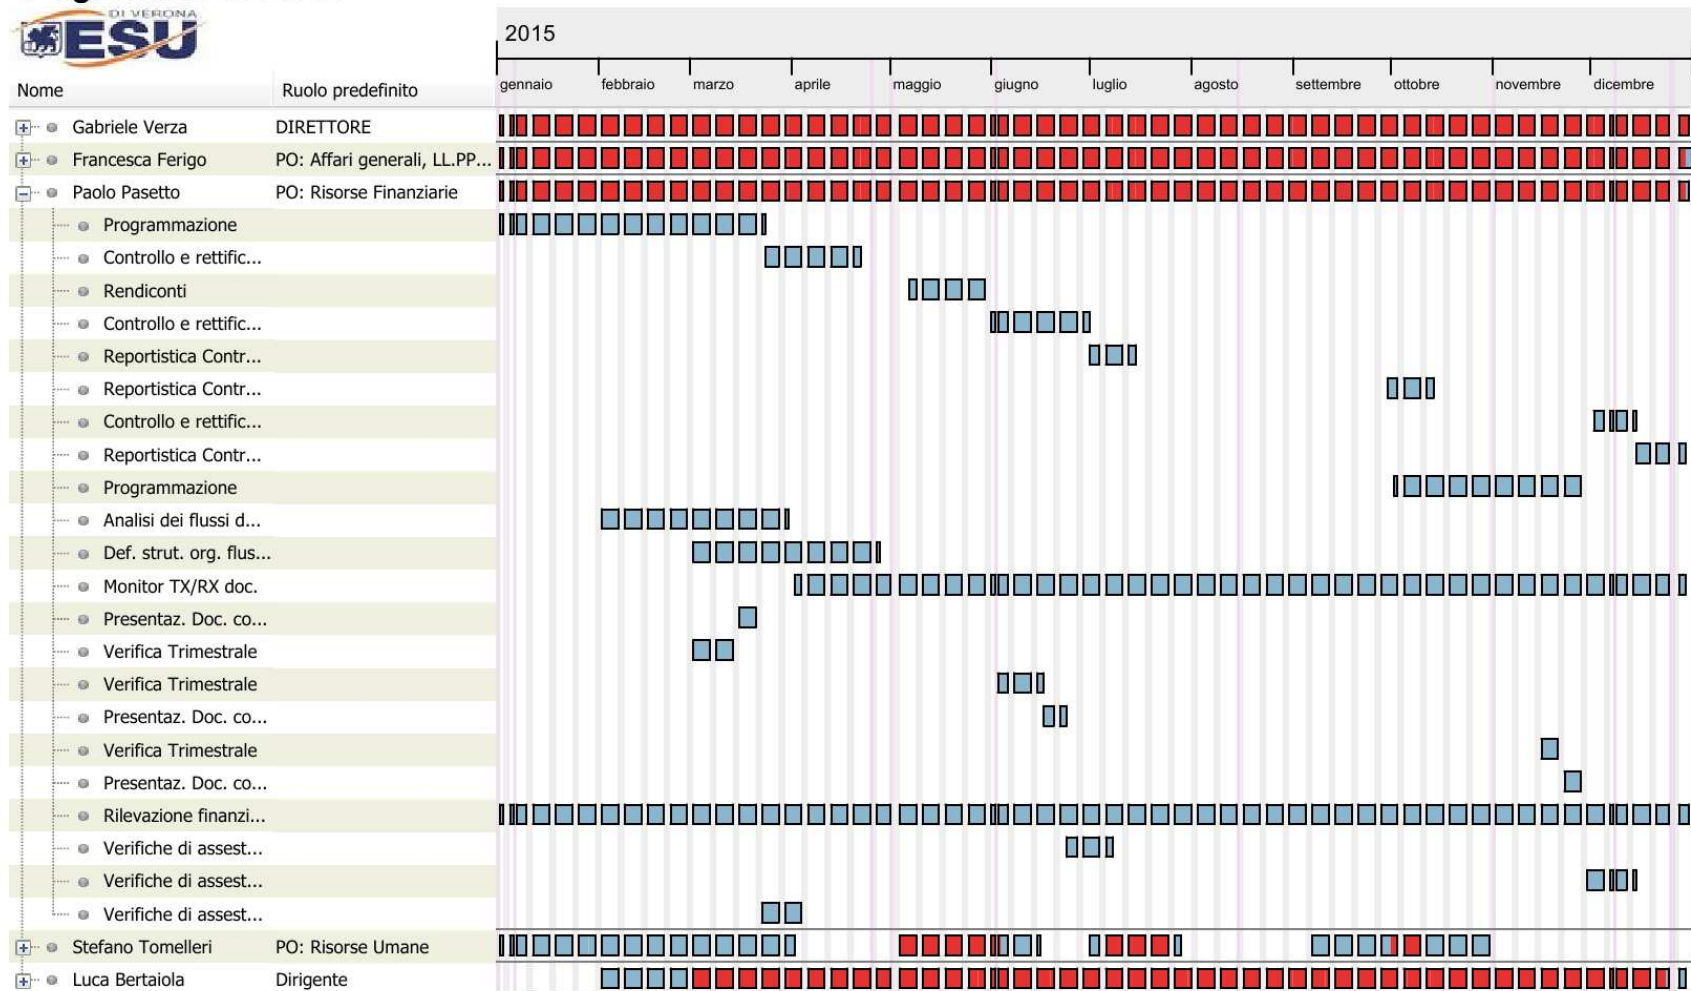 DI VERONA
ESU
2015
Nome Ruolo predefinito gennaio febbraio marzo aprile maggio giugno luglio agosto settembre ottobre novembre dicembre
Gabriele Verza DIRETTORE
Francesca Ferigo PO: Affari generali, LL.PP...
Paolo Pasetto PO: Risorse Finanziarie
Programmazione
Controllo e rettific...
Rendiconti
Controllo e rettific...
Reportistica Contr...
Reportistica Contr...
Controllo e rettific...
Reportistica Contr...
Programmazione
Analisi dei flussi d...
Def. strut. org. flus...
Monitor TX/RX doc.
Presentaz. Doc. co...
Verifica Trimestrale
Verifica Trimestrale
Presentaz. Doc. co...
Verifica Trimestrale
Presentaz. Doc. co...
Rilevazione finanzi...
Verifiche di assest...
Verifiche di assest...
Verifiche di assest...
Stefano Tomelleri PO: Risorse Umane
Luca Bertaiola Dirigente